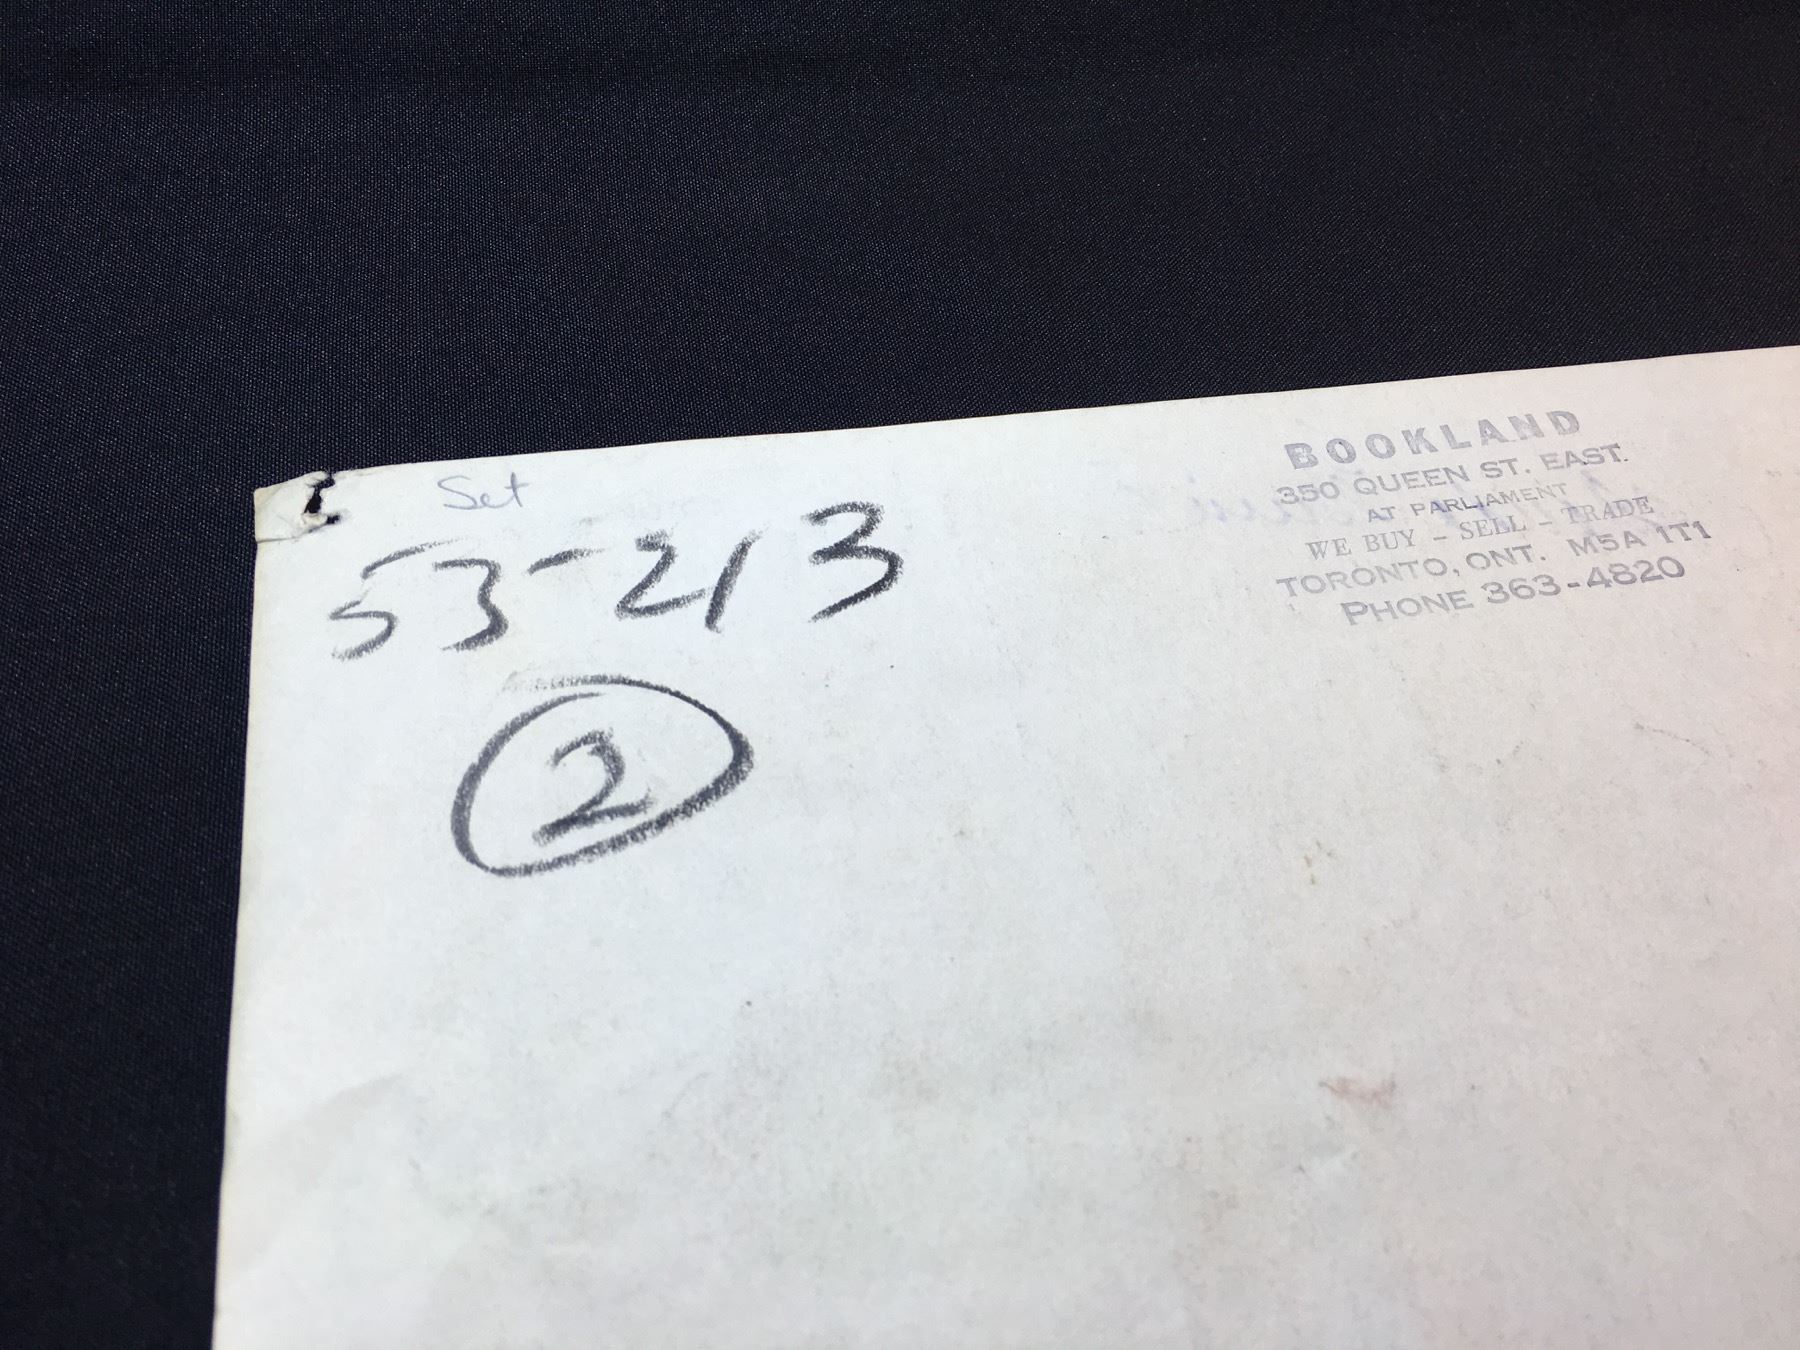 Set
53-213
2
BOOKLAND
350 QUEEN ST. EAST.
AT PARLIAMENT
WE BUY - SELL - TRADE
TORONTO, ONT. M5A 1T1
PHONE 363-4820